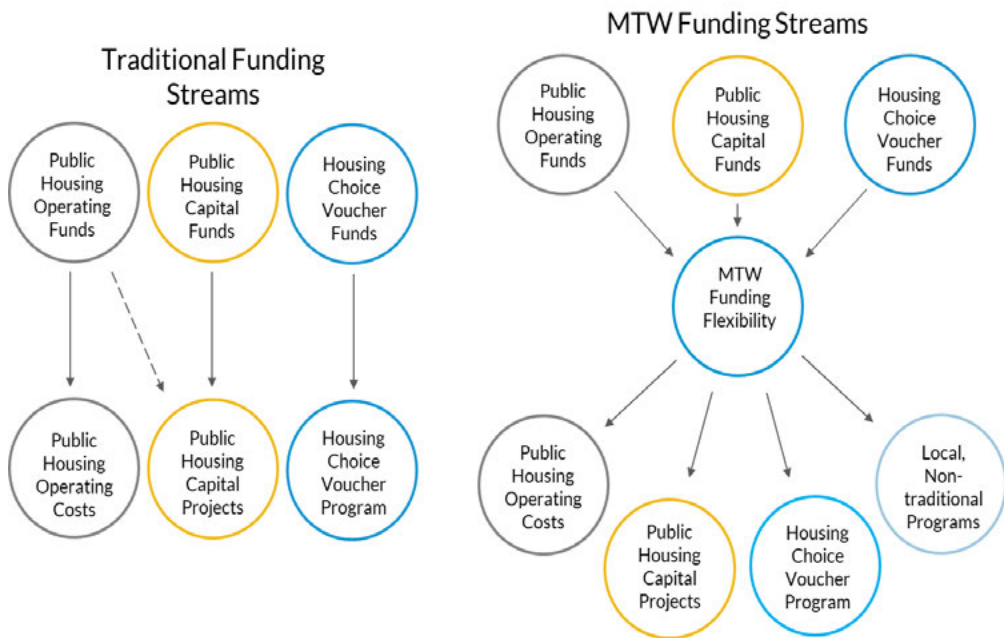 Traditional Funding
Streams
Public
Housing
Operating
Funds
Public
Housing
Capital
Funds
Housing
Choice
Voucher
Funds
Public
Housing
Operating
Costs
Public
Housing
Capital
Projects
Housing
Choice
Voucher
Program
MTW Funding Streams
Public
Housing
Operating
Funds
Public
Housing
Capital
Funds
Housing
Choice
Voucher
Funds
MTW
Funding
Flexibility
Public
Housing
Operating
Costs
Public
Housing
Capital
Projects
Housing
Choice
Voucher
Program
Local,
Non-
traditional
Programs